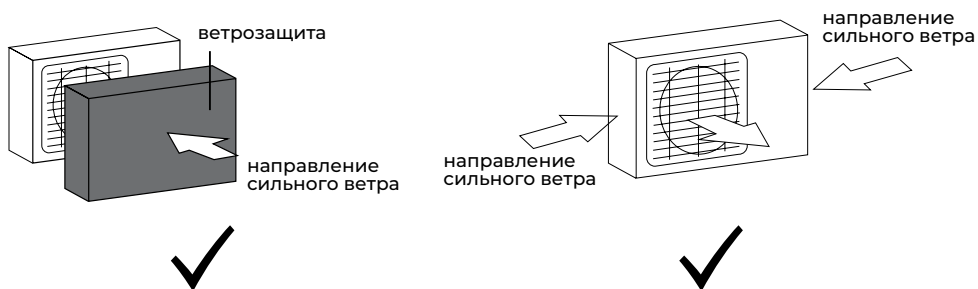 ветрозащита
направление
сильного ветра
направление
сильного ветра
направление
сильного ветра